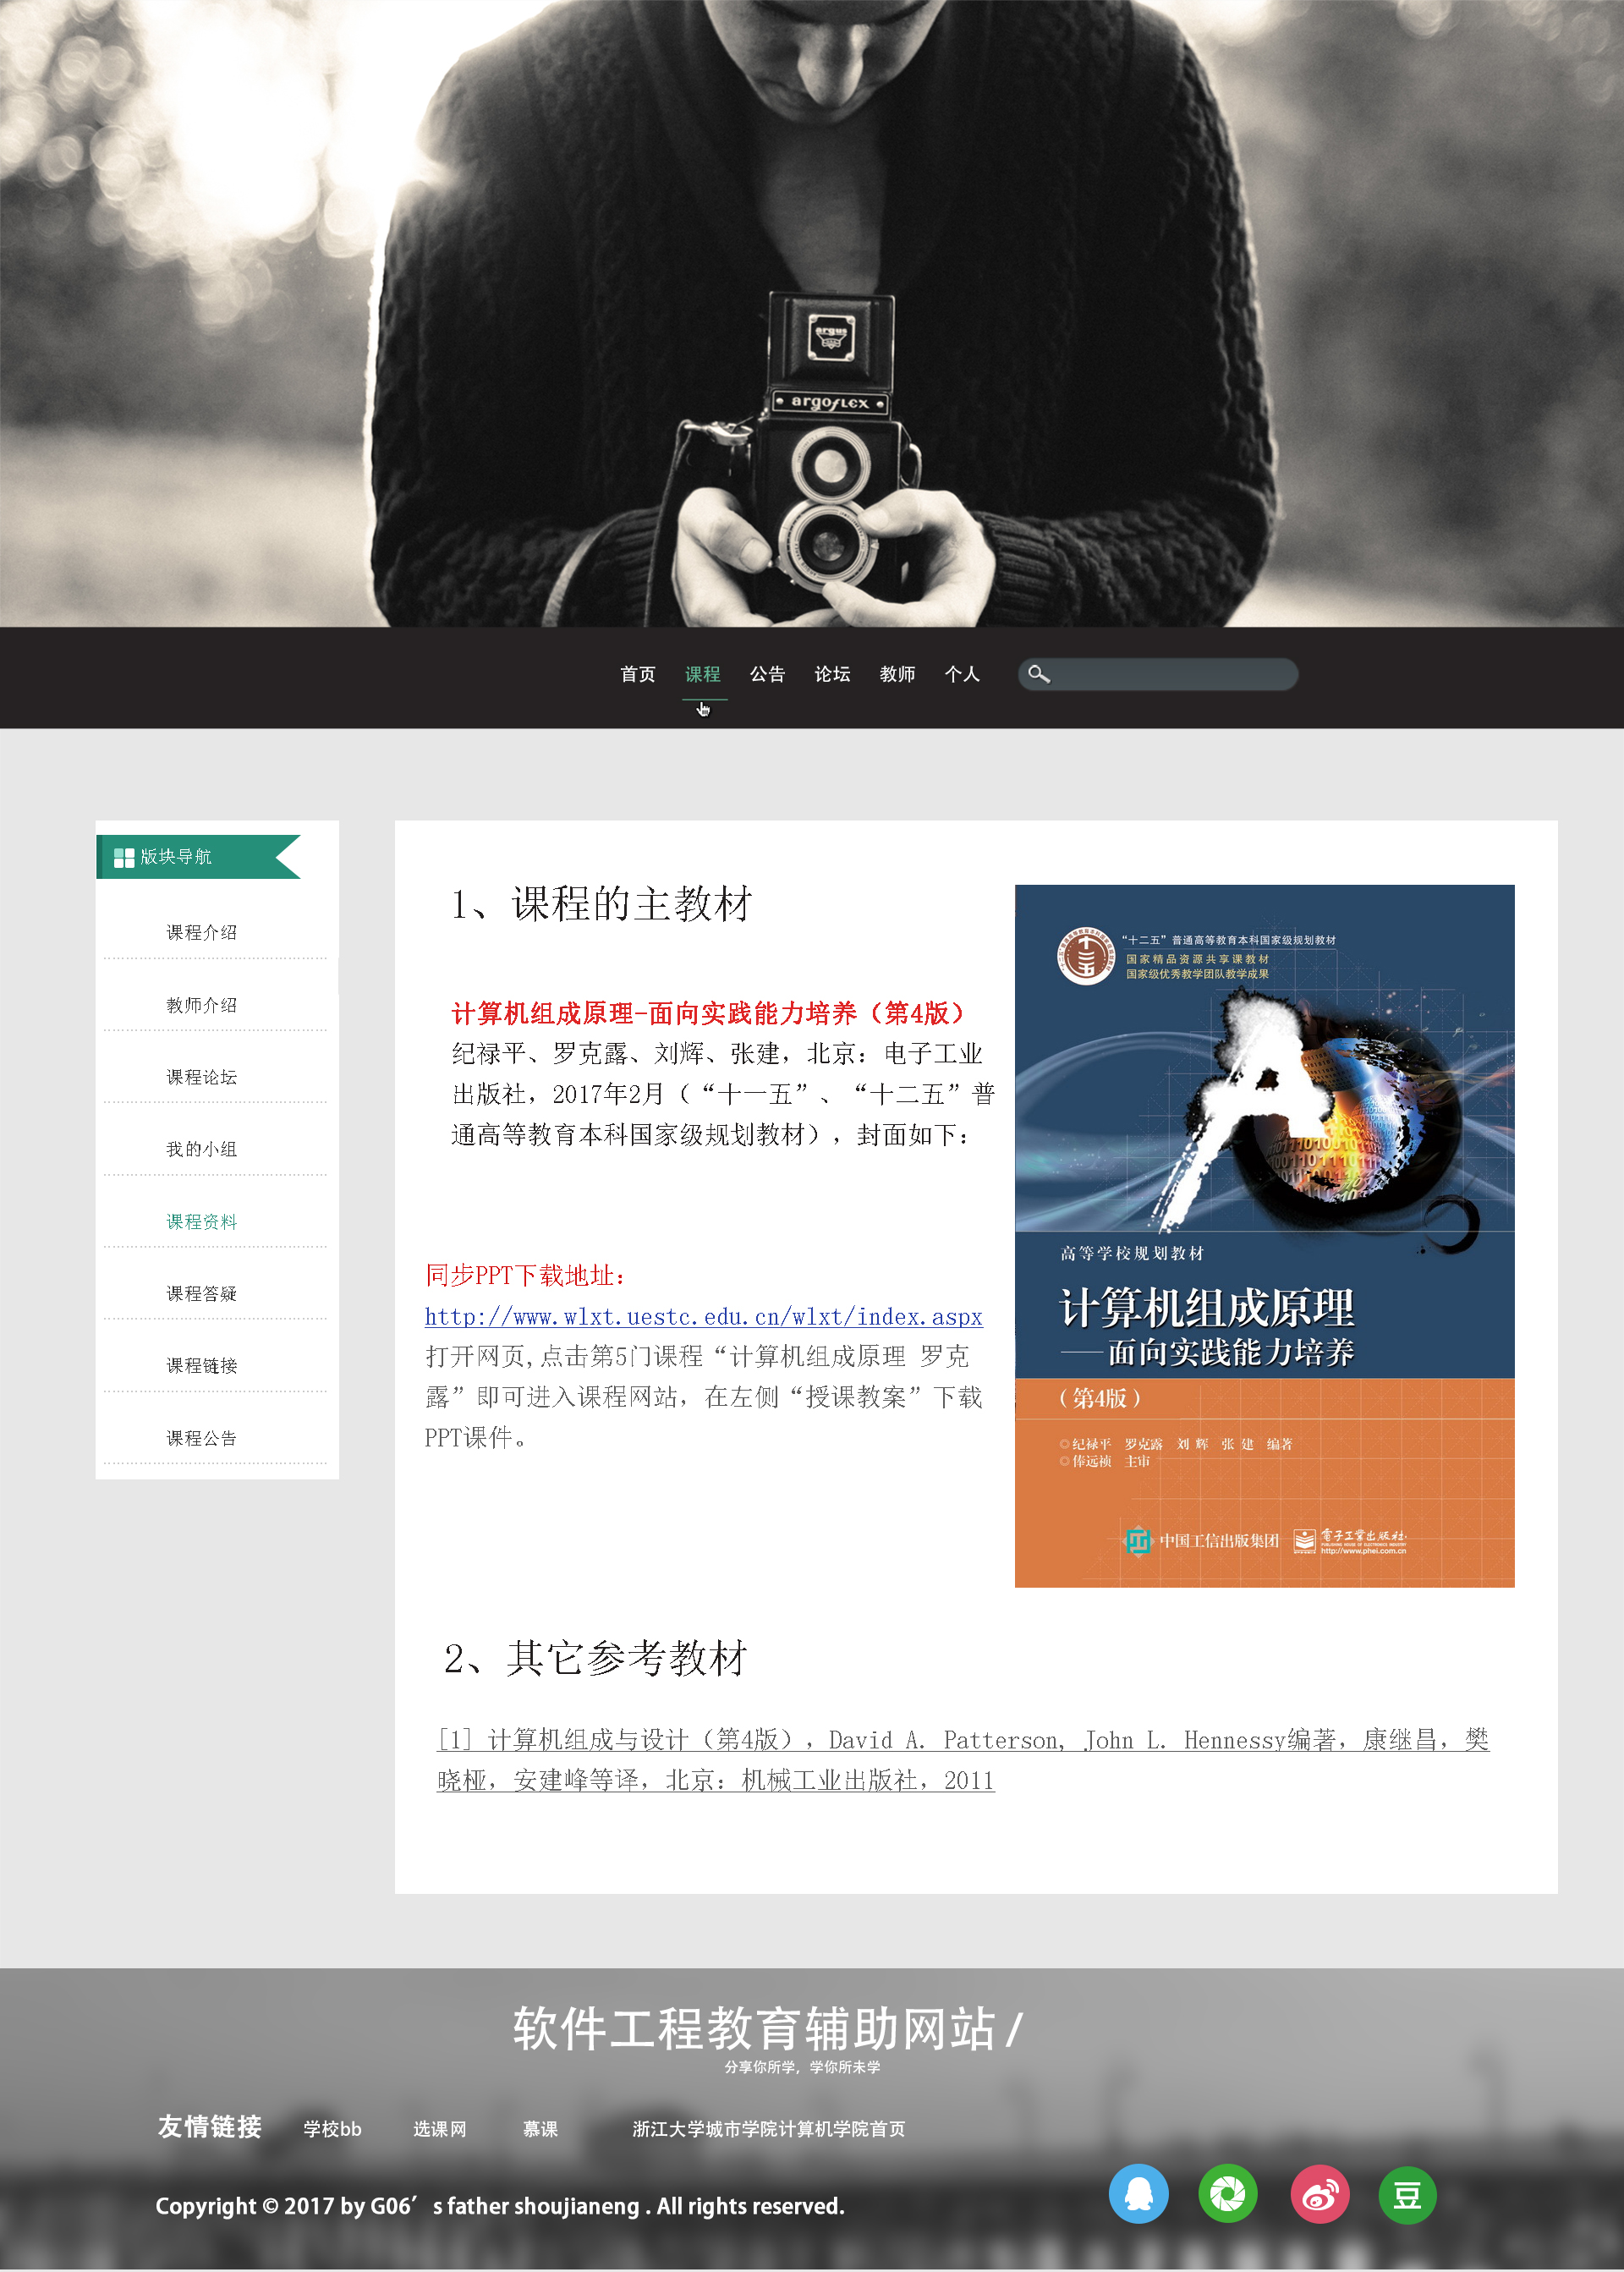 argus
argoflex
首页 课程 公告 论坛 教师 个人
版块导航
课程介绍
教师介绍
课程论坛
我的小组
课程资料
课程答疑
课程链接
课程公告
1、课程的主教材
计算机组成原理-面向实践能力培养（第4版）
纪禄平、罗克露、刘辉、张建，北京：电子工业
出版社，2017年2月（“十一五”、“十二五”普
通高等教育本科国家级规划教材），封面如下：
同步PPT下载地址：
http://www.wlxt.uestc.edu.cn/wlxt/index.aspx
打开网页,点击第5门课程“计算机组成原理 罗克
露”即可进入课程网站，在左侧“授课教案”下载
PPT课件。
“十二五”普通高等教育本科国家级规划教材
国家精品资源共享课教材
国家级优秀教学团队教学成果
高等学校规划教材
计算机组成原理
——面向实践能力培养
（第4版）
◎纪禄平 罗克露 刘 辉 张 建 编著
◎俸远祯 主审
中国工信出版集团
电子工业出版社
PUBLISHING HOUSE OF ELECTRONICS INDUSTRY
http://www.phei.com.cn
2、其它参考教材
[1] 计算机组成与设计（第4版），David A. Patterson, John L. Hennessy编著，康继昌，樊
晓桠，安建峰等译，北京：机械工业出版社，2011
软件工程教育辅助网站/
分享你所学，学你所未学
友情链接 学校bb 选课网 慕课 浙江大学城市学院计算机学院首页
Copyright © 2017 by G06’s father shoujianeng . All rights reserved.
豆